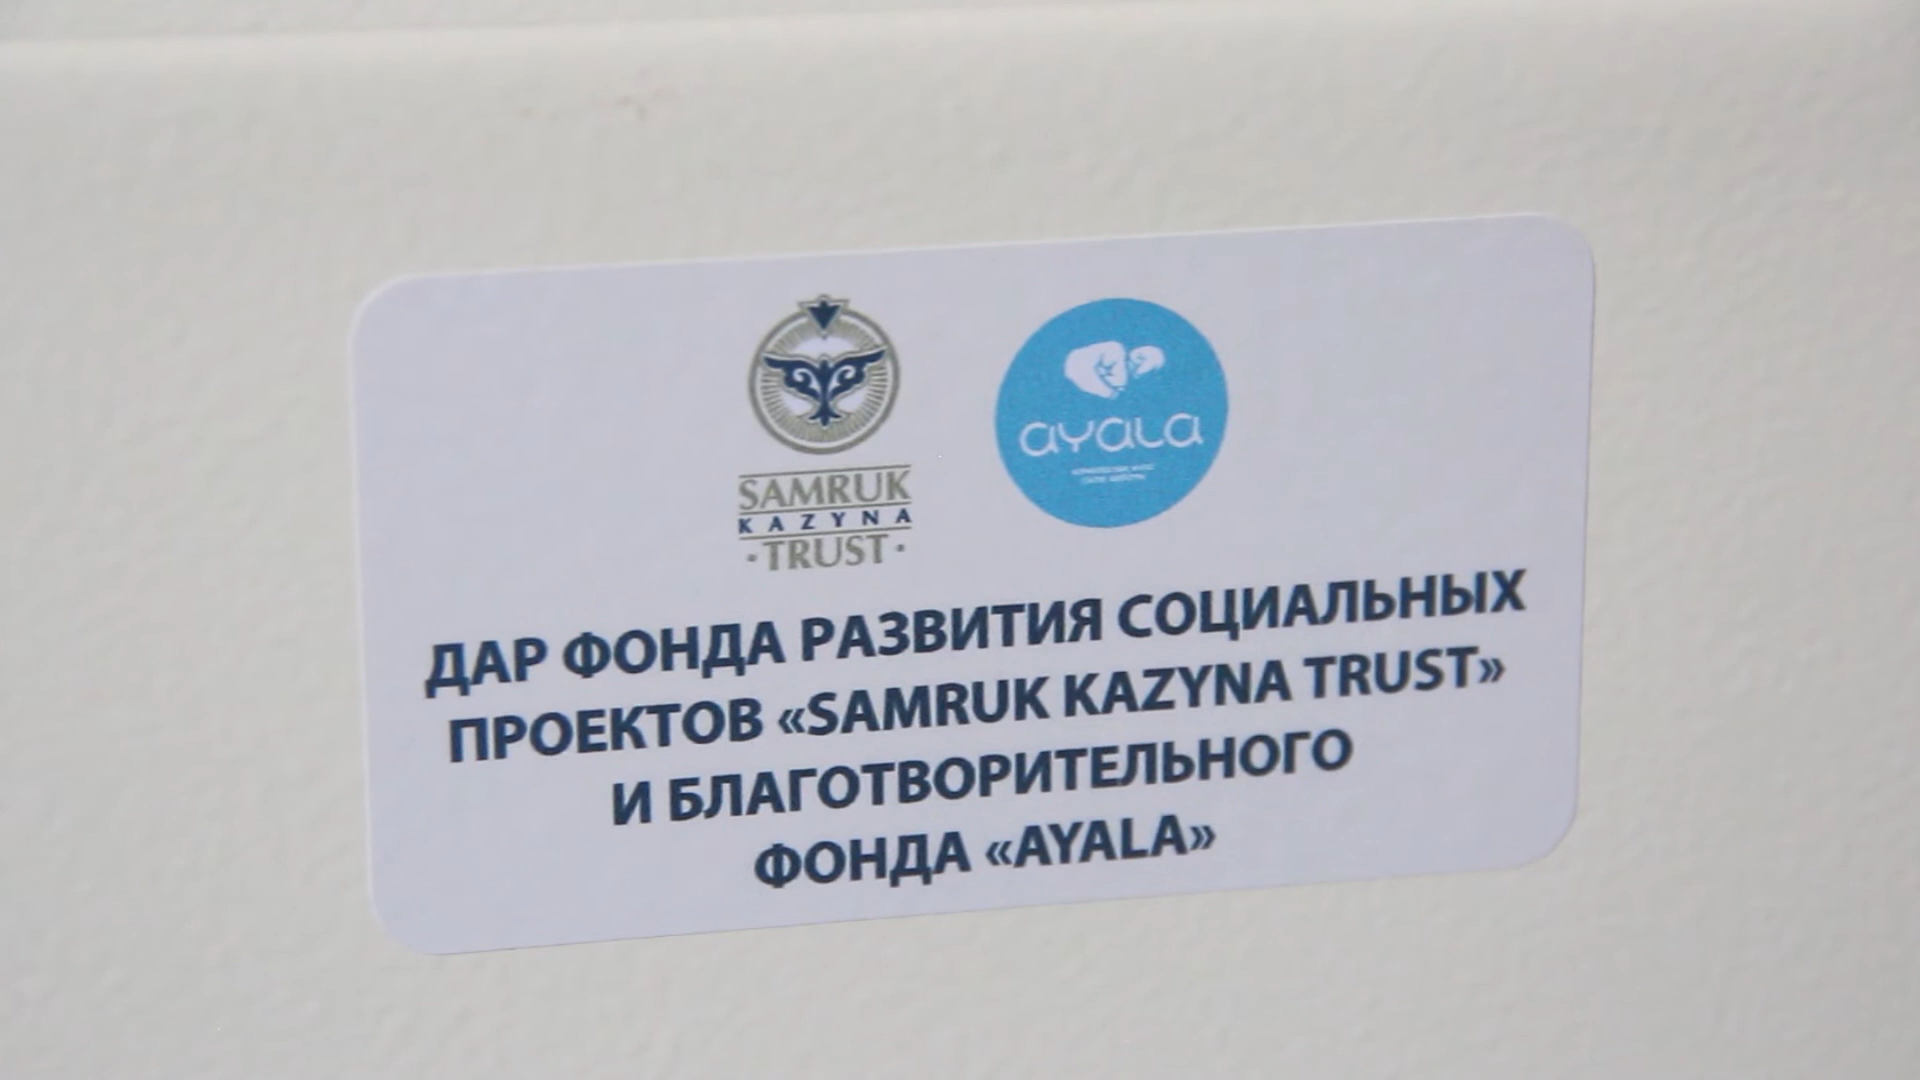 SAMRUK
KAZYNA
·TRUST·
ayala
ДАР ФОНДА РАЗВИТИЯ СОЦИАЛЬНЫХ
ПРОЕКТОВ «SAMRUK KAZYNA TRUST»
И БЛАГОТВОРИТЕЛЬНОГО
ФОНДА «AYALA»